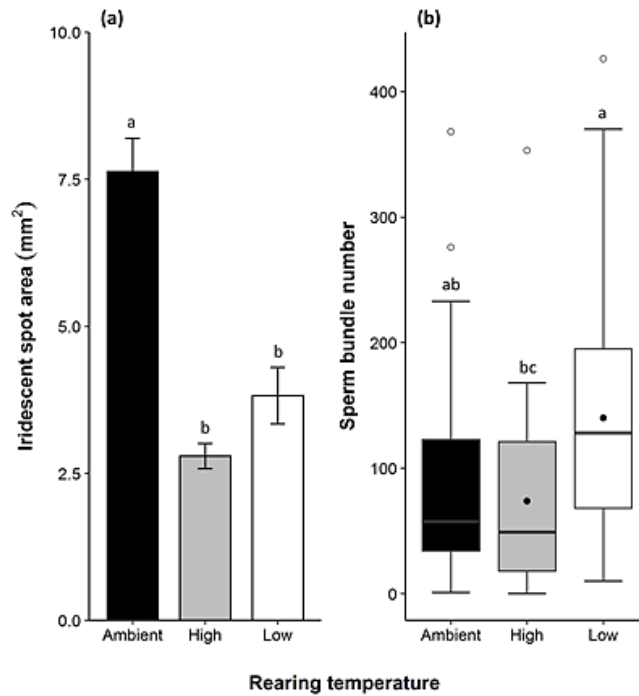 (a)
(b)
Iridescent spot area (mm²)
10.0
7.5
5.0
2.5
0.0
a
b
b
Ambient
High
Low
Sperm bundle number
400
300
200
100
0
ab
bc
a
Ambient
High
Low
Rearing temperature